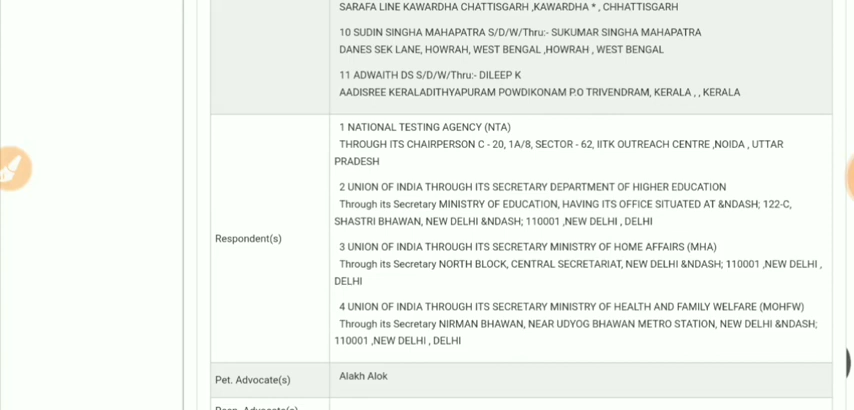 SARAFA LINE KAWARDHA CHATTISGARH ,KAWARDHA * , CHHATTISGARH
10 SUDIN SINGHA MAHAPATRA S/D/W/Thru:- SUKUMAR SINGHA MAHAPATRA
DANES SEK LANE, HOWRAH, WEST BENGAL ,HOWRAH , WEST BENGAL
11 ADWAITH DS S/D/W/Thru:- DILEEP K
AADISREE KERALADITHYAPURAM POWDIKONAM P.O TRIVENDRAM, KERALA , , KERALA
Respondent(s)
1 NATIONAL TESTING AGENCY (NTA)
THROUGH ITS CHAIRPERSON C - 20, 1A/8, SECTOR - 62, IITK OUTREACH CENTRE ,NOIDA , UTTAR
PRADESH
2 UNION OF INDIA THROUGH ITS SECRETARY DEPARTMENT OF HIGHER EDUCATION
Through its Secretary MINISTRY OF EDUCATION, HAVING ITS OFFICE SITUATED AT &NDASH; 122-C,
SHASTRI BHAWAN, NEW DELHI &NDASH; 110001 ,NEW DELHI , DELHI
3 UNION OF INDIA THROUGH ITS SECRETARY MINISTRY OF HOME AFFAIRS (MHA)
Through its Secretary NORTH BLOCK, CENTRAL SECRETARIAT, NEW DELHI &NDASH; 110001 ,NEW DELHI ,
DELHI
4 UNION OF INDIA THROUGH ITS SECRETARY MINISTRY OF HEALTH AND FAMILY WELFARE (MOHFW)
Through its Secretary NIRMAN BHAWAN, NEAR UDYOG BHAWAN METRO STATION, NEW DELHI &NDASH;
110001 ,NEW DELHI , DELHI
Pet. Advocate(s)
Alakh Alok